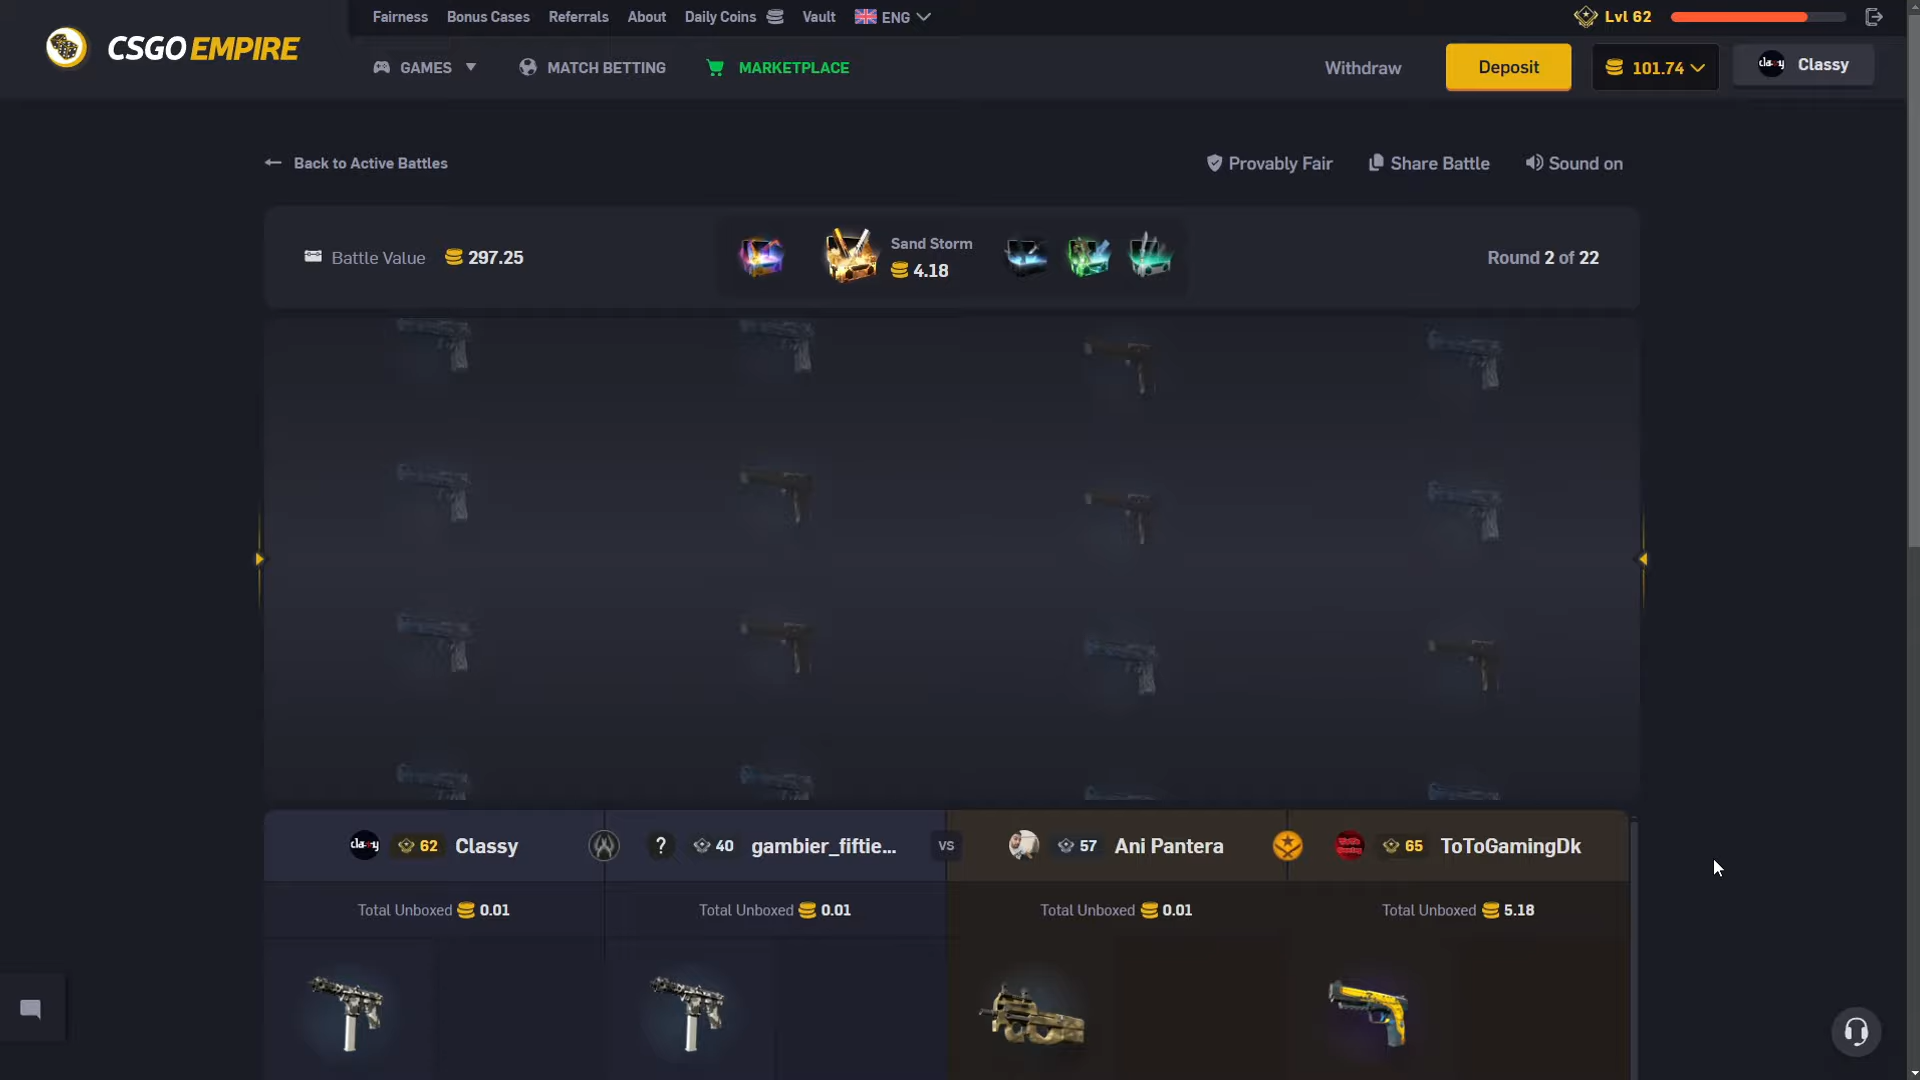 Fairness Bonus Cases Referrals About Daily Coins Vault ENG Lvl 62
CSGOEMPIRE GAMES MATCH BETTING MARKETPLACE Withdraw Deposit 101.74 Classy
Back to Active Battles Provably Fair Share Battle Sound on
Battle Value 297.25 Sand Storm 4.18 Round 2 of 22
62 Classy ? 40 gambier_fiftie... VS 57 Ani Pantera 65 ToToGamingDk
Total Unboxed 0.01 Total Unboxed 0.01 Total Unboxed 0.01 Total Unboxed 5.18